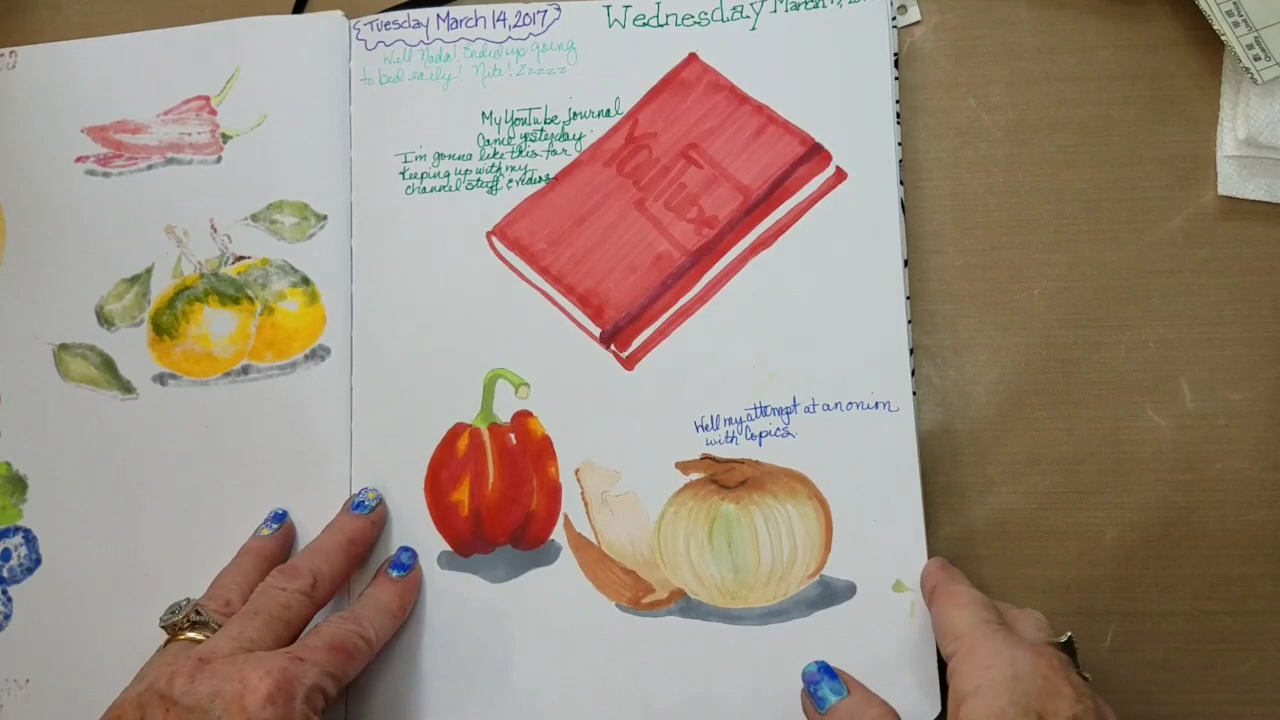 Tuesday March 14, 2017
Wednesday March
Well Nada! Ended up going
to bed early! Nite! Zzzzz
My YouTube journal
Came yesterday.
I'm gonna like this for
Keeping up with my
channel stuff & videos
YouTube
Well my attempt at an onion
with Copics.